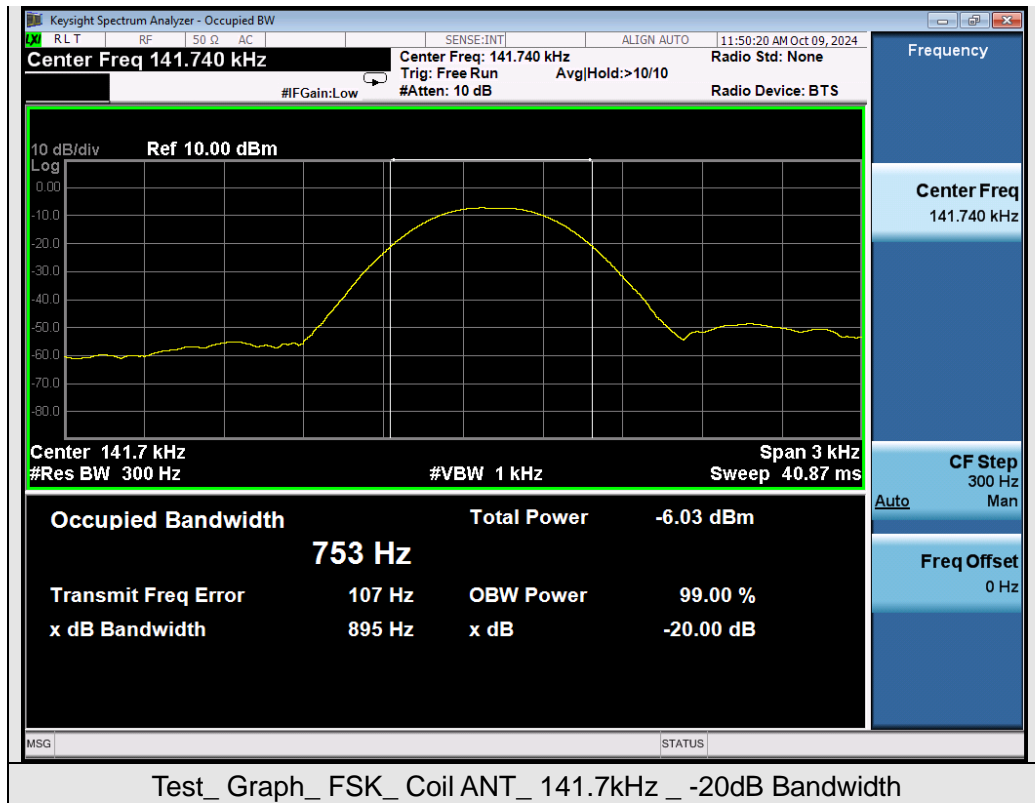 Keysight Spectrum Analyzer - Occupied BW
LXI RLT RF 50 Ω AC SENSE:INT ALIGN AUTO 11:50:20 AM Oct 09, 2024
Center Freq 141.740 kHz
Center Freq: 141.740 kHz Radio Std: None
Trig: Free Run Avg|Hold:>10/10
#IFGain:Low #Atten: 10 dB Radio Device: BTS
10 dB/div Ref 10.00 dBm
Log
0.00
-10.0
-20.0
-30.0
-40.0
-50.0
-60.0
-70.0
-80.0
Center 141.7 kHz Span 3 kHz
#Res BW 300 Hz #VBW 1 kHz Sweep 40.87 ms
Occupied Bandwidth Total Power -6.03 dBm
753 Hz
Transmit Freq Error 107 Hz OBW Power 99.00 %
x dB Bandwidth 895 Hz x dB -20.00 dB
MSG STATUS
Frequency
Center Freq
141.740 kHz
CF Step
300 Hz
Auto Man
Freq Offset
0 Hz
Test_ Graph_ FSK_ Coil ANT_ 141.7kHz _ -20dB Bandwidth